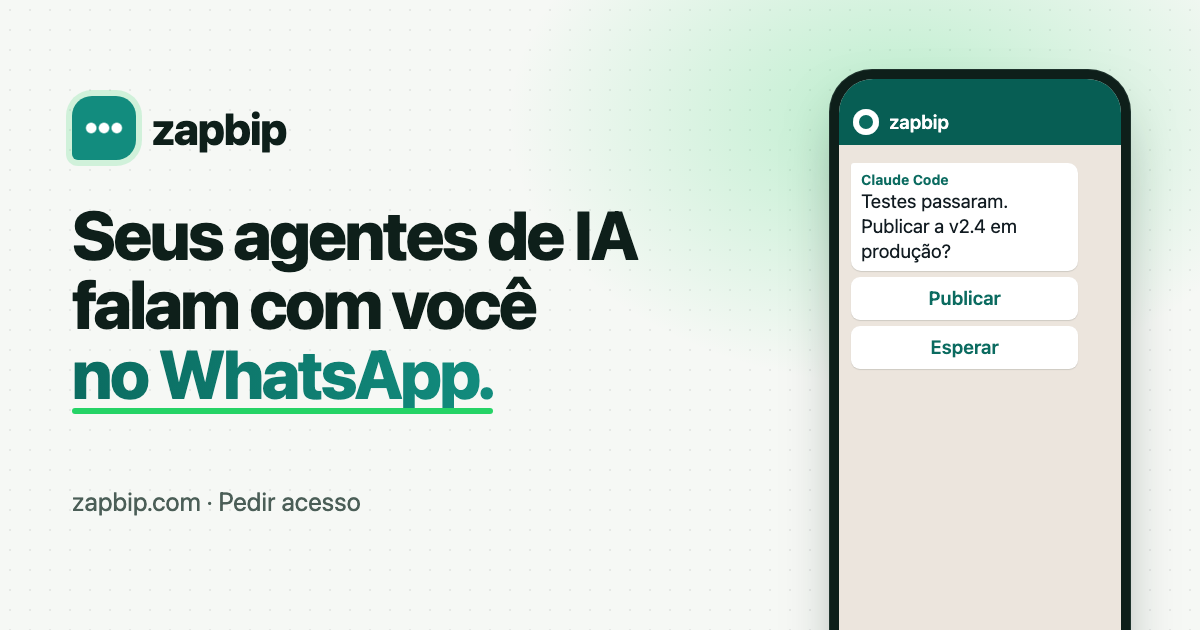 zapbip
Seus agentes de IA
falam com você
no WhatsApp.
zapbip.com · Pedir acesso
zapbip
Claude Code
Testes passaram.
Publicar a v2.4 em
produção?
Publicar
Esperar